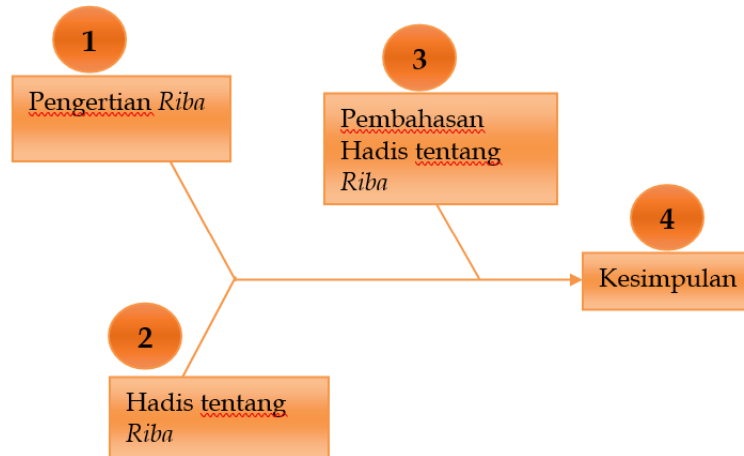 1
Pengertian Riba
2
Hadis tentang
Riba
3
Pembahasan
Hadis tentang
Riba
4
Kesimpulan